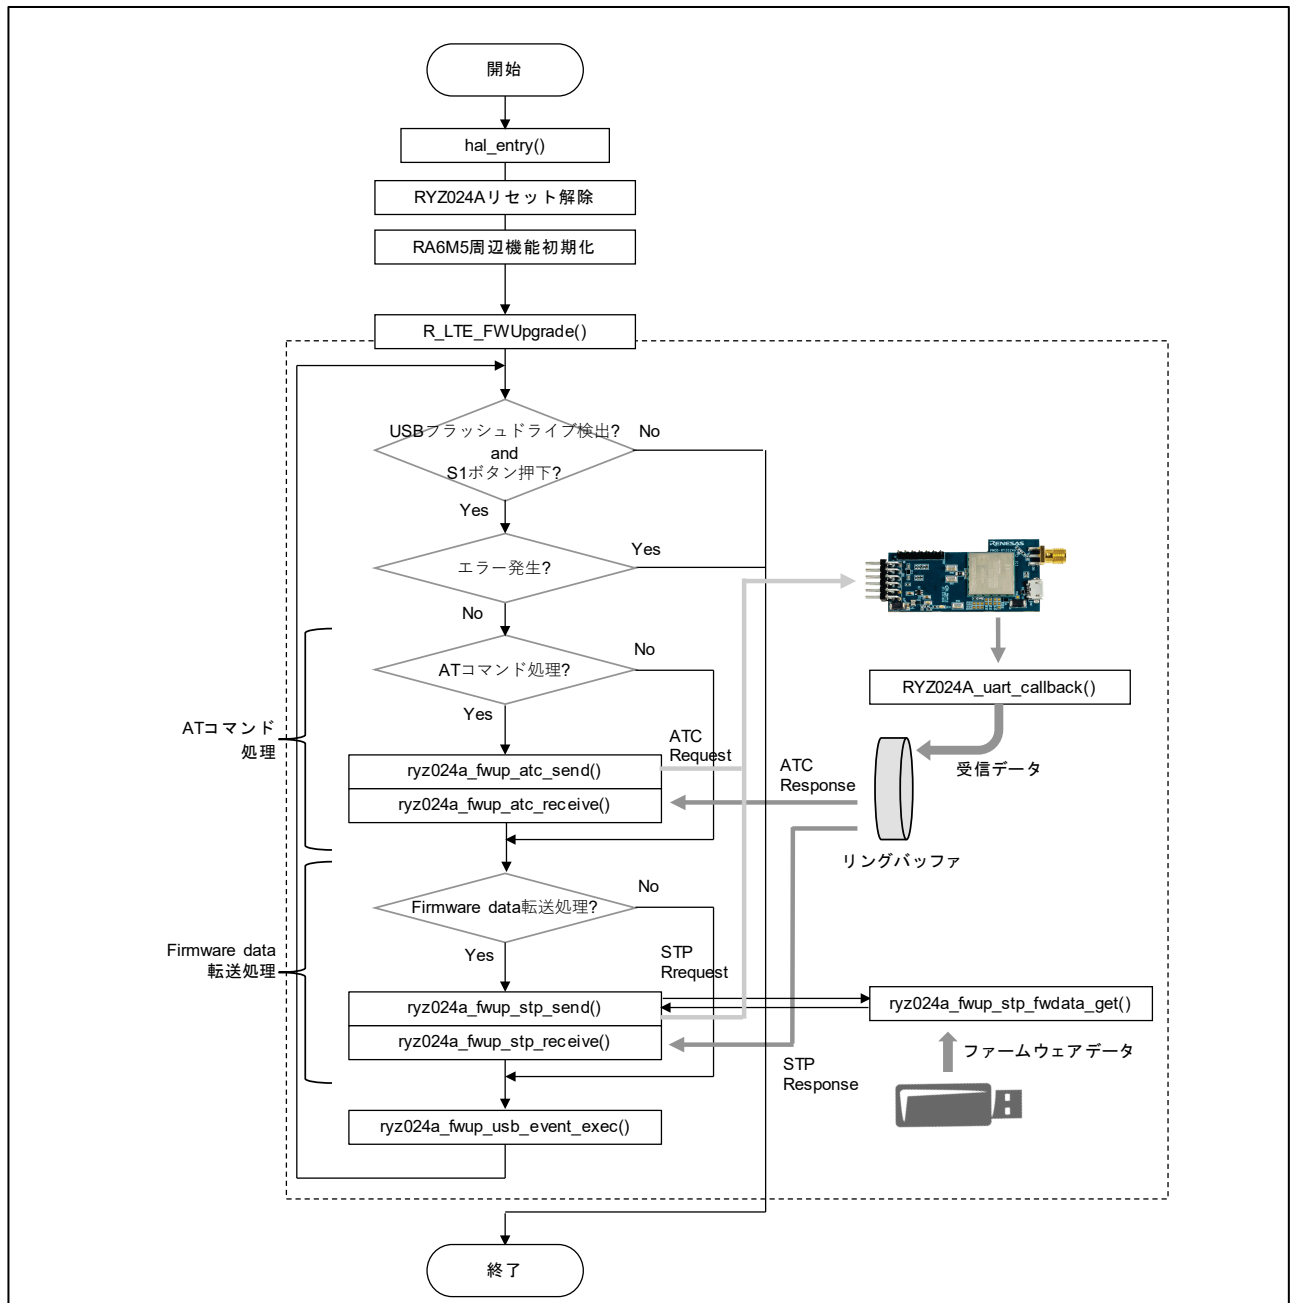 開始
hal_entry()
RYZ024Aリセット解除
RA6M5周辺機能初期化
R_LTE_FWUpgrade()
USBフラッシュドライブ検出?
and
S1ボタン押下?
No
Yes
エラー発生?
Yes
No
RENESAS
ATコマンド処理?
No
Yes
RYZ024A_uart_callback()
ATコマンド
処理
ATC
Request
ryz024a_fwup_atc_send()
ryz024a_fwup_atc_receive()
ATC
Response
受信データ
リングバッファ
Firmware data転送処理?
No
Yes
Firmware data
転送処理
STP
Rrequest
ryz024a_fwup_stp_send()
ryz024a_fwup_stp_receive()
ryz024a_fwup_stp_fwdata_get()
ファームウェアデータ
STP
Response
ryz024a_fwup_usb_event_exec()
終了